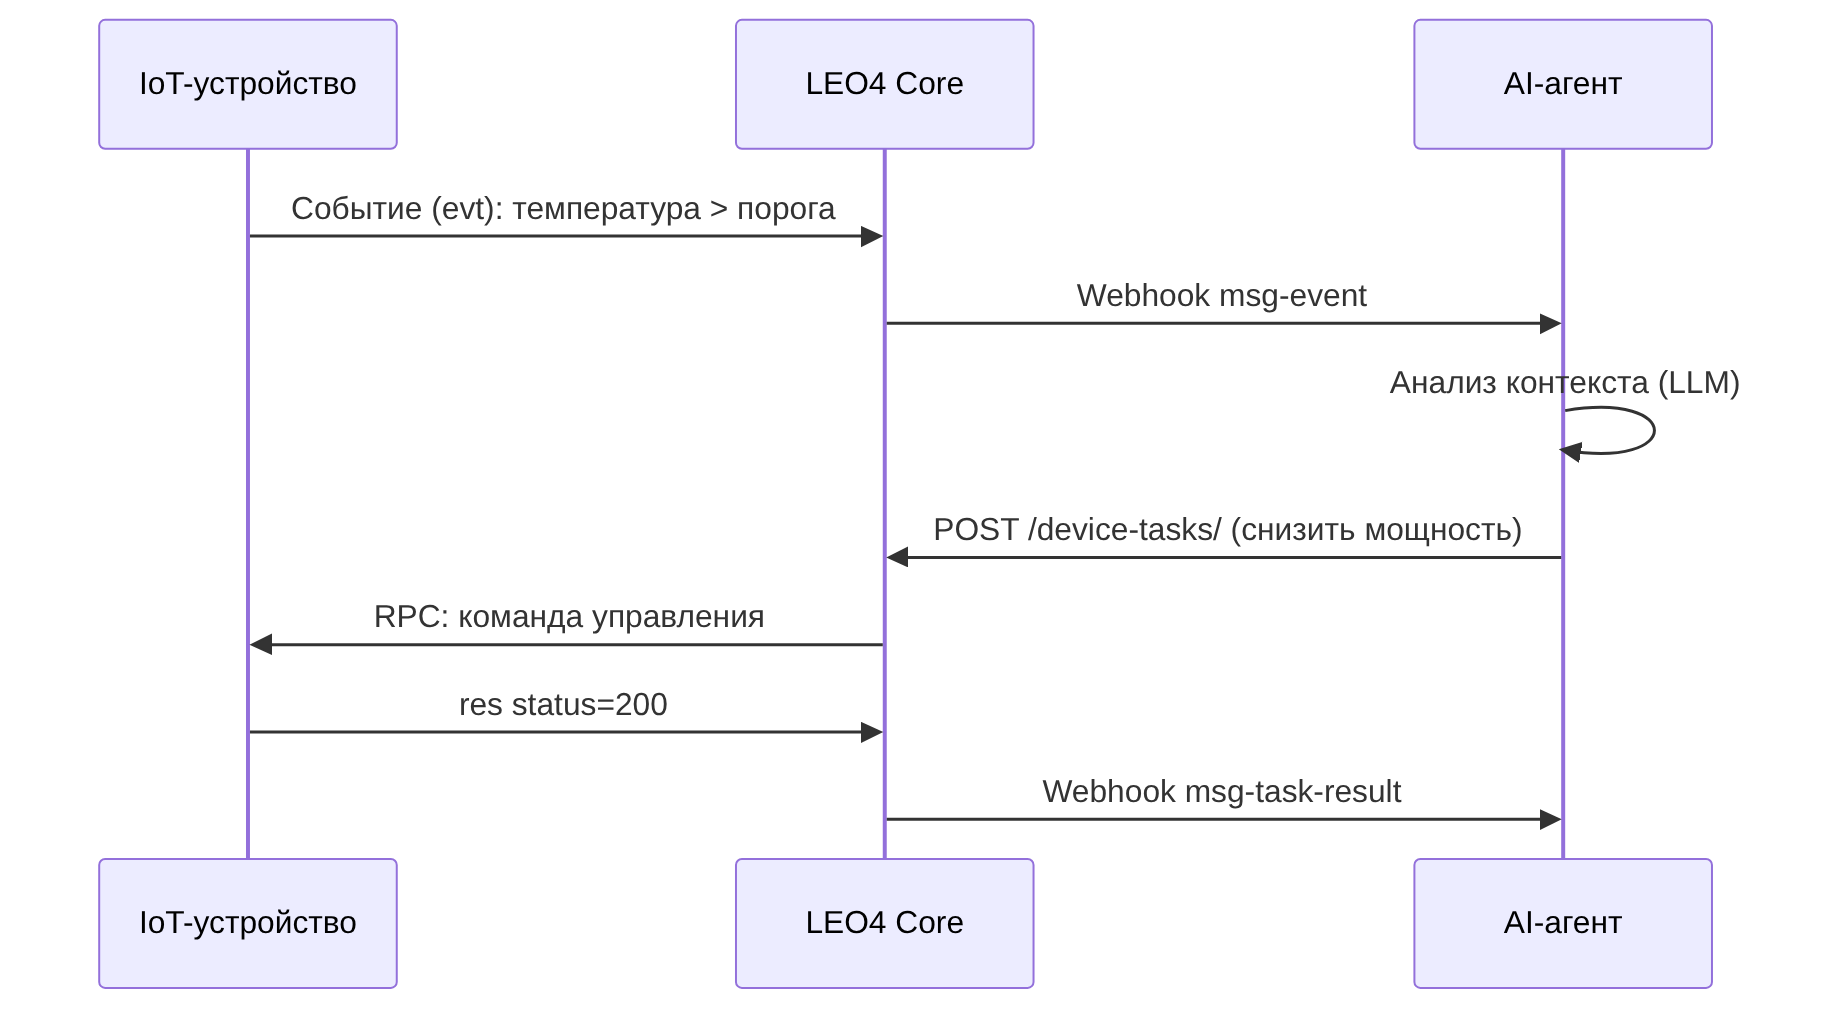 IoT-устройство
LEO4 Core
AI-агент
Событие (evt): температура > порога
Webhook msg-event
Анализ контекста (LLM)
POST /device-tasks/ (снизить мощность)
RPC: команда управления
res status=200
Webhook msg-task-result
IoT-устройство
LEO4 Core
AI-агент